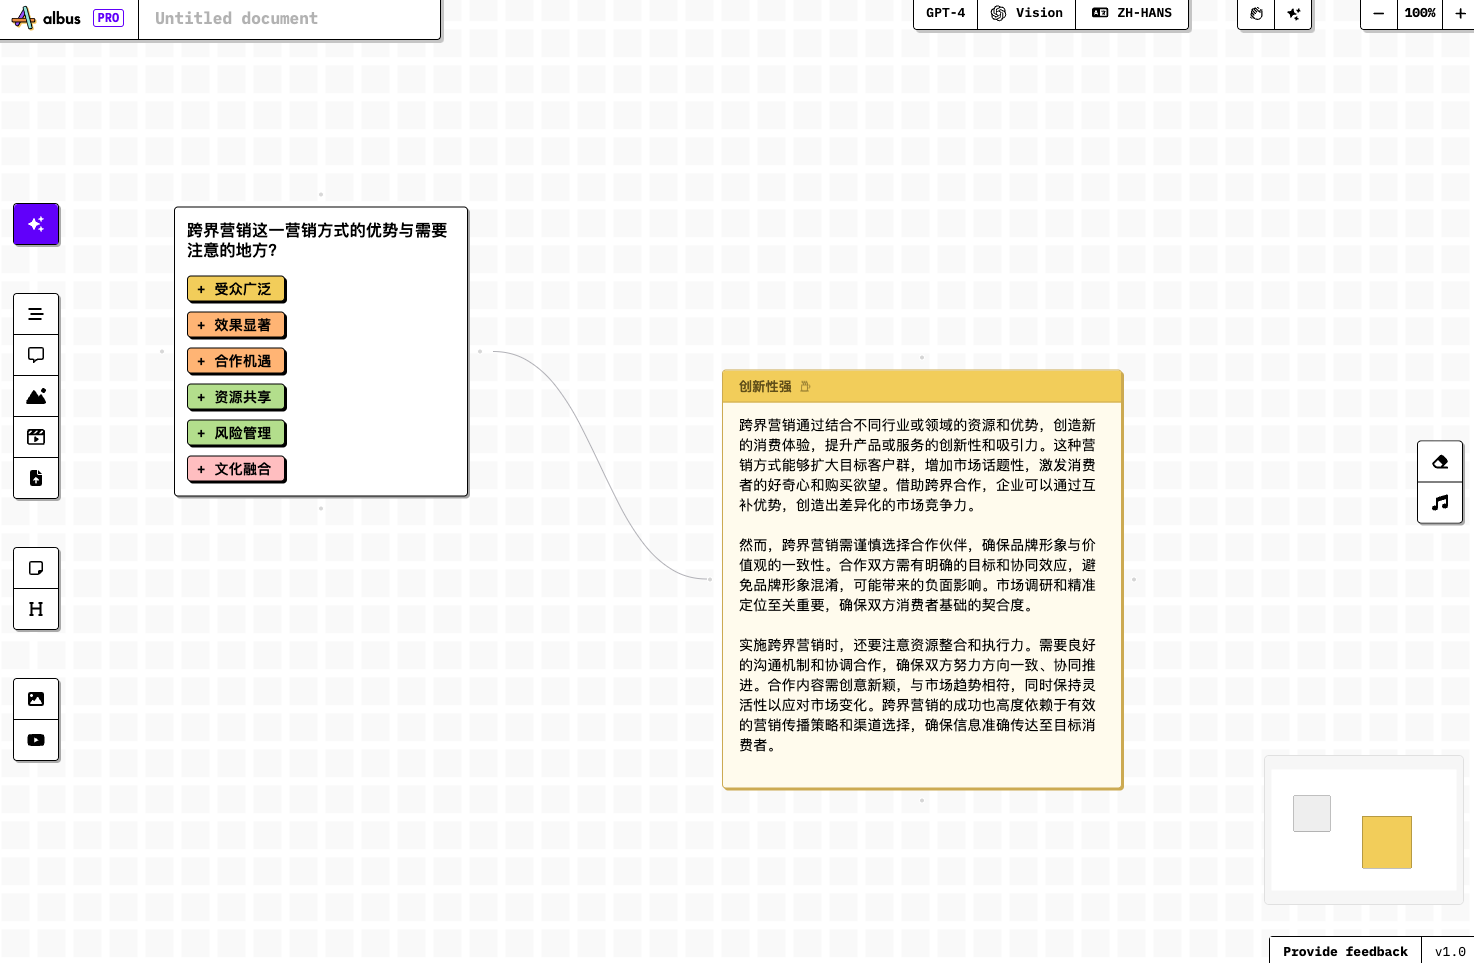 albus PRO Untitled document
GPT-4 Vision ZH-HANS
100%
跨界营销这一营销方式的优势与需要
注意的地方?
+ 受众广泛
+ 效果显著
+ 合作机遇
+ 资源共享
+ 风险管理
+ 文化融合
创新性强
跨界营销通过结合不同行业或领域的资源和优势，创造新
的消费体验，提升产品或服务的创新性和吸引力。这种营
销方式能够扩大目标客户群，增加市场话题性，激发消费
者的好奇心和购买欲望。借助跨界合作，企业可以通过互
补优势，创造出差异化的市场竞争力。
然而，跨界营销需谨慎选择合作伙伴，确保品牌形象与价
值观的一致性。合作双方需有明确的目标和协同效应，避
免品牌形象混淆，可能带来的负面影响。市场调研和精准
定位至关重要，确保双方消费者基础的契合度。
实施跨界营销时，还要注意资源整合和执行力。需要良好
的沟通机制和协调合作，确保双方努力方向一致、协同推
进。合作内容需创意新颖，与市场趋势相符，同时保持灵
活性以应对市场变化。跨界营销的成功也高度依赖于有效
的营销传播策略和渠道选择，确保信息准确传达至目标消
费者。
Provide feedback v1.0